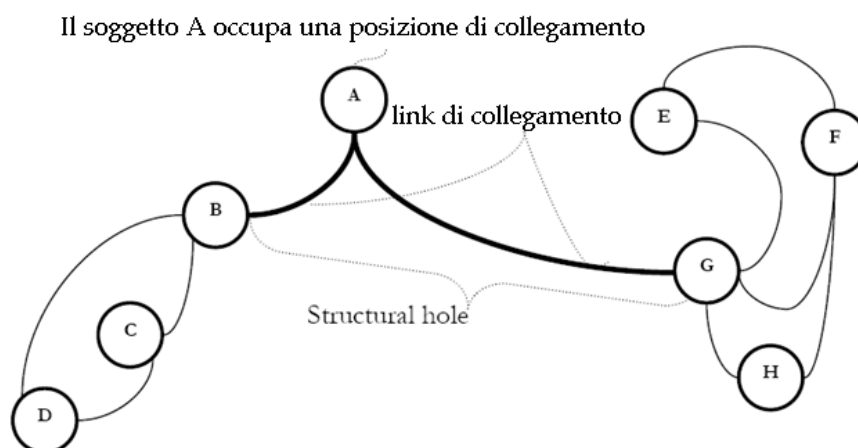 Il soggetto A occupa una posizione di collegamento
A
link di collegamento
E
F
B
G
Structural hole
C
H
D